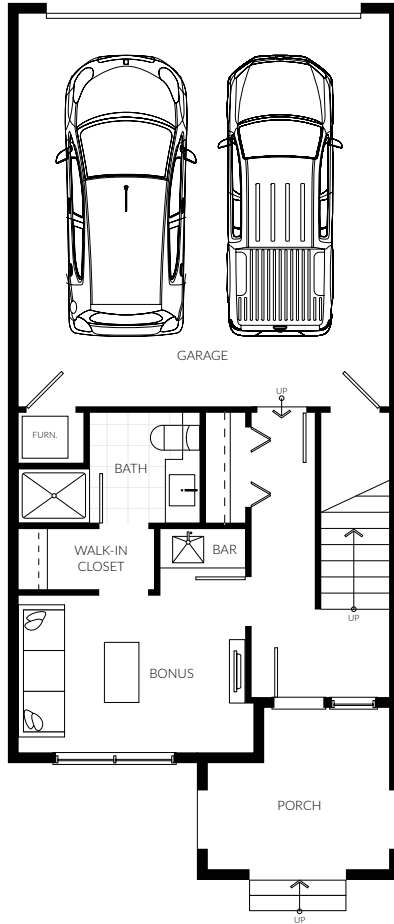 GARAGE
UP
FURN.
BATH
WALK-IN
CLOSET
BAR
UP
BONUS
PORCH
UP